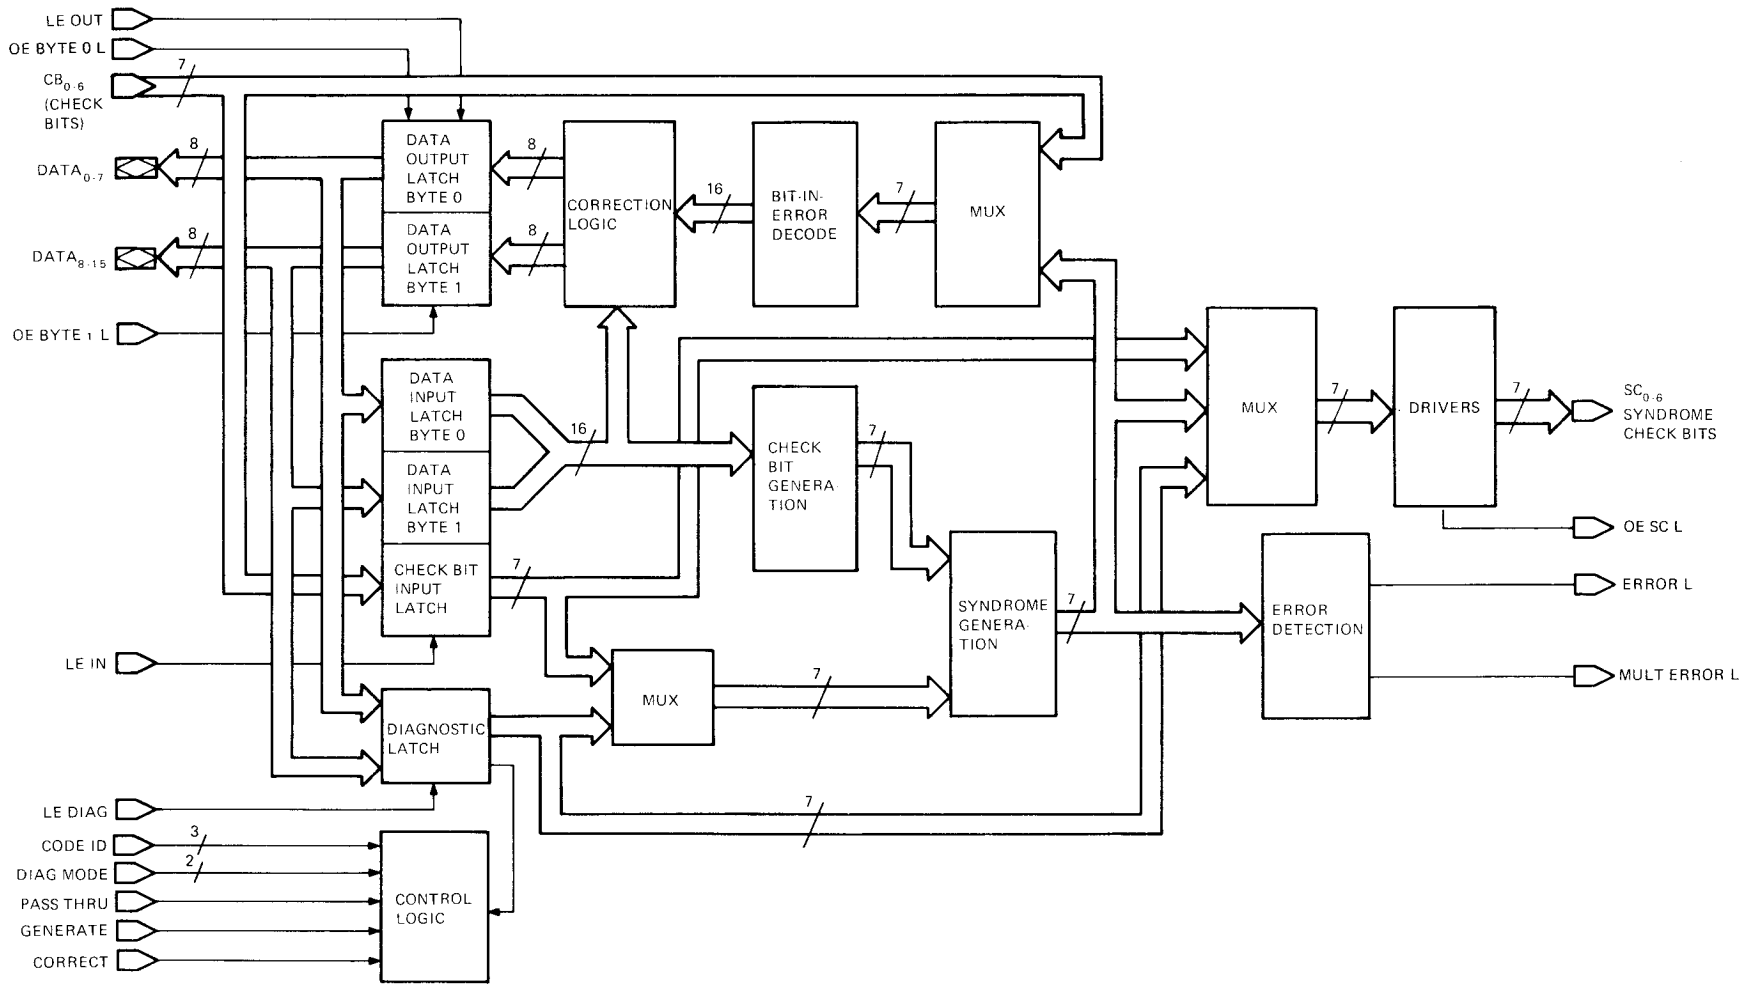 LE OUT
OE BYTE 0 L
CB0-6
(CHECK
BITS)
7
DATA0-7
8
DATA8-15
8
OE BYTE 1 L
DATA
OUTPUT
LATCH
BYTE 0
DATA
OUTPUT
LATCH
BYTE 1
8
8
CORRECTION
LOGIC
16
BIT-IN-
ERROR
DECODE
7
MUX
DATA
INPUT
LATCH
BYTE 0
DATA
INPUT
LATCH
BYTE 1
CHECK BIT
INPUT
LATCH
16
7
CHECK
BIT
GENERA-
TION
7
MUX
7
DRIVERS
7
SC0-6
SYNDROME
CHECK BITS
OE SC L
SYNDROME
GENERA-
TION
7
ERROR
DETECTION
ERROR L
MULT ERROR L
LE IN
MUX
7
DIAGNOSTIC
LATCH
7
LE DIAG
CODE ID
3
DIAG MODE
2
PASS THRU
GENERATE
CORRECT
CONTROL
LOGIC